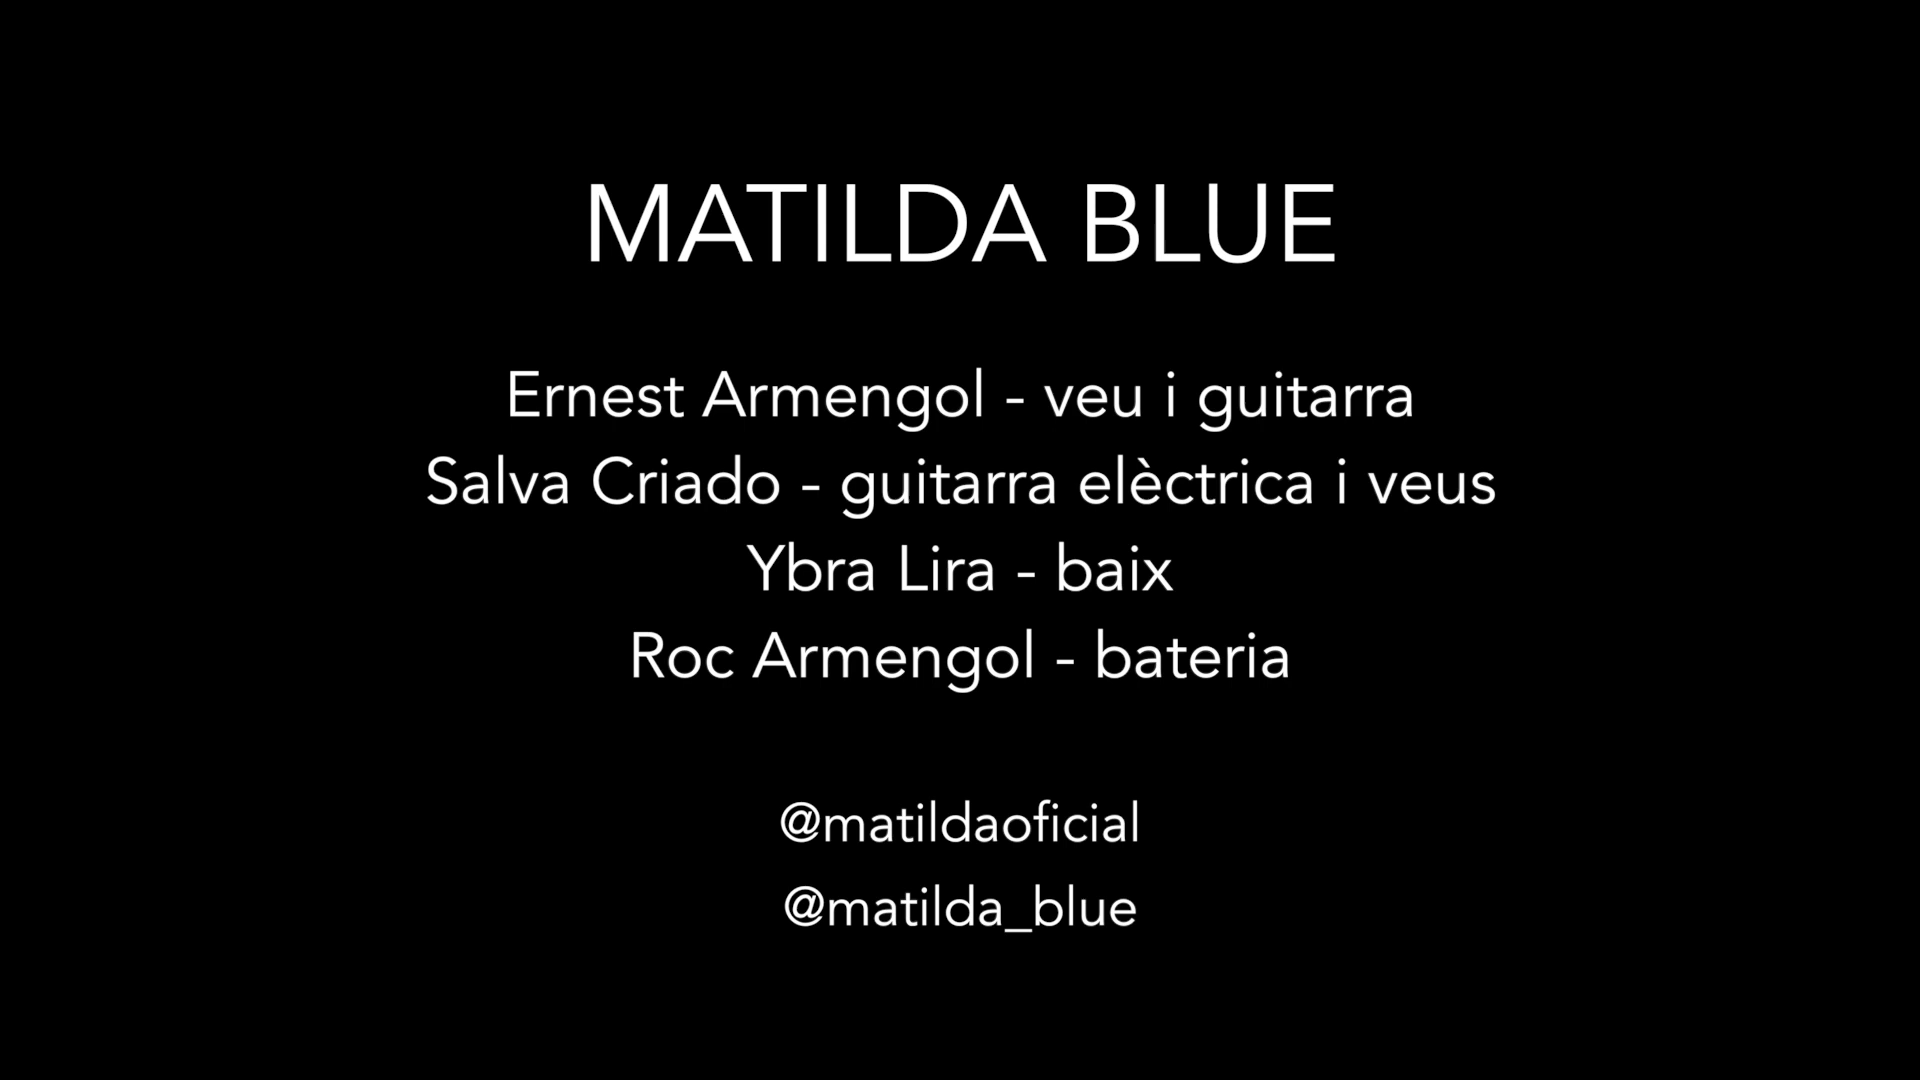 MATILDA BLUE
Ernest Armengol - veu i guitarra
Salva Criado - guitarra elèctrica i veus
Ybra Lira - baix
Roc Armengol - bateria
@matildaoficial
@matilda_blue